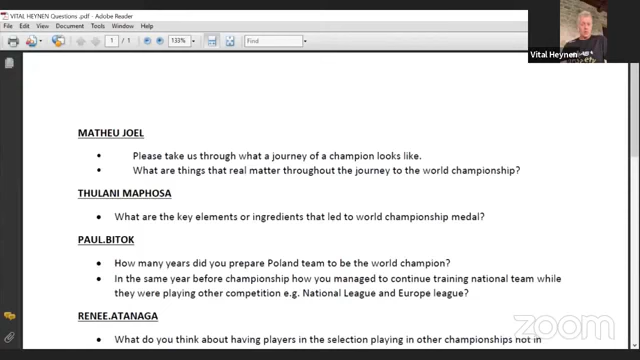 VITAL HEYNEN Questions .pdf - Adobe Reader
File Edit View Document Tools Window Help
1 / 1 133% Find
Vital Heynen
MATHEU JOEL
• Please take us through what a journey of a champion looks like.
• What are things that real matter throughout the journey to the world championship?
THULANI MAPHOSA
• What are the key elements or ingredients that led to world championship medal?
PAUL.BITOK
• How many years did you prepare Poland team to be the world champion?
• In the same year before championship how you managed to continue training national team while
they were playing other competition e.g. National League and Europe league?
RENEE.ATANAGA
• What do you think about having players in the selection playing in other championships not in
zoom